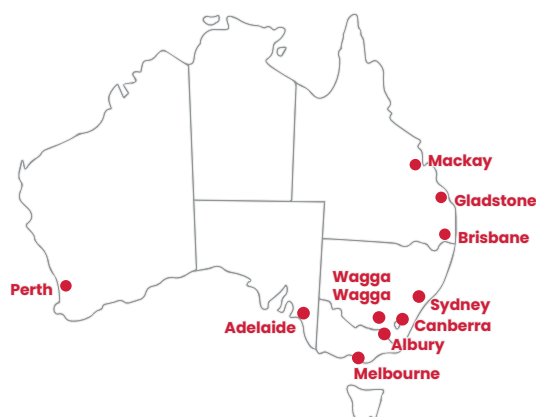 Mackay
Gladstone
Brisbane
Wagga
Wagga
Perth
Sydney
Adelaide
Canberra
Albury
Melbourne